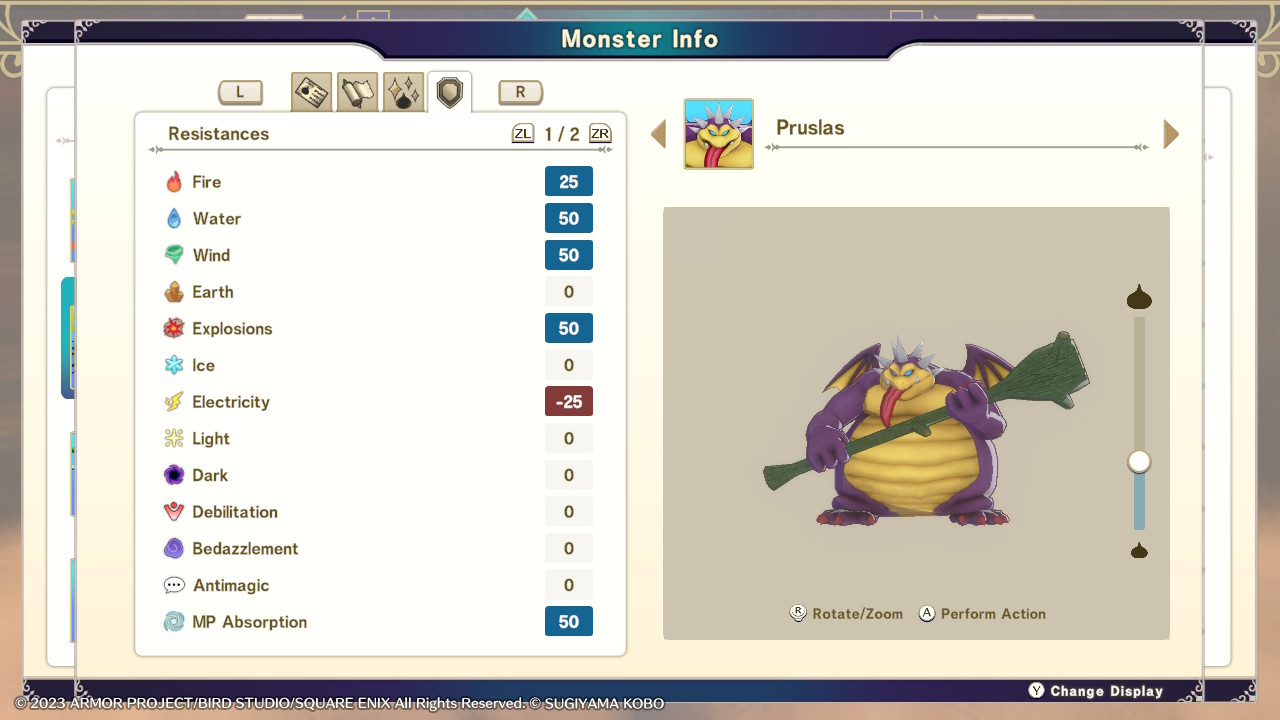 Monster Info
L
R
Resistances
ZL 1 / 2 ZR
Fire 25
Water 50
Wind 50
Earth 0
Explosions 50
Ice 0
Electricity -25
Light 0
Dark 0
Debilitation 0
Bedazzlement 0
Antimagic 0
MP Absorption 50
Pruslas
R Rotate/Zoom A Perform Action
Y Change Display
© 2023 ARMOR PROJECT/BIRD STUDIO/SQUARE ENIX All Rights Reserved. © SUGIYAMA KOBO